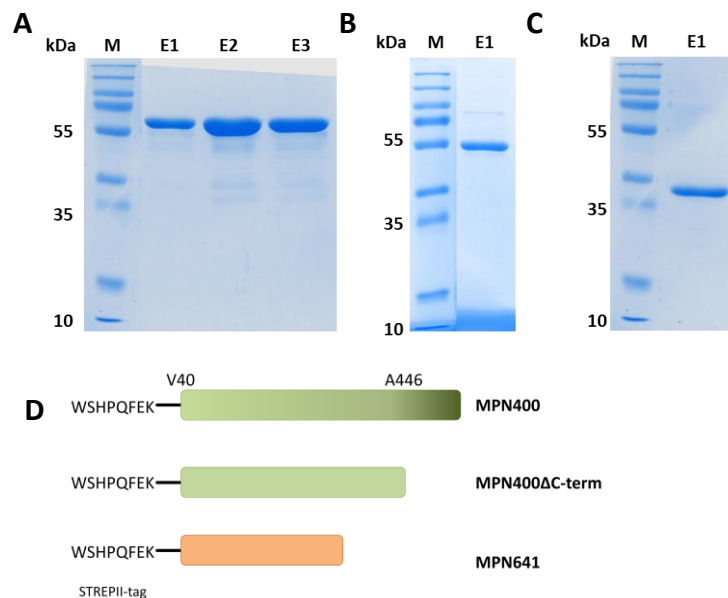 A
kDa M E1 E2 E3
55
35
10
B
kDa M E1
55
35
10
C
kDa M E1
55
35
10
D
V40 A446
WSHPQFEK MPN400
WSHPQFEK MPN400ΔC-term
WSHPQFEK MPN641
STREPII-tag